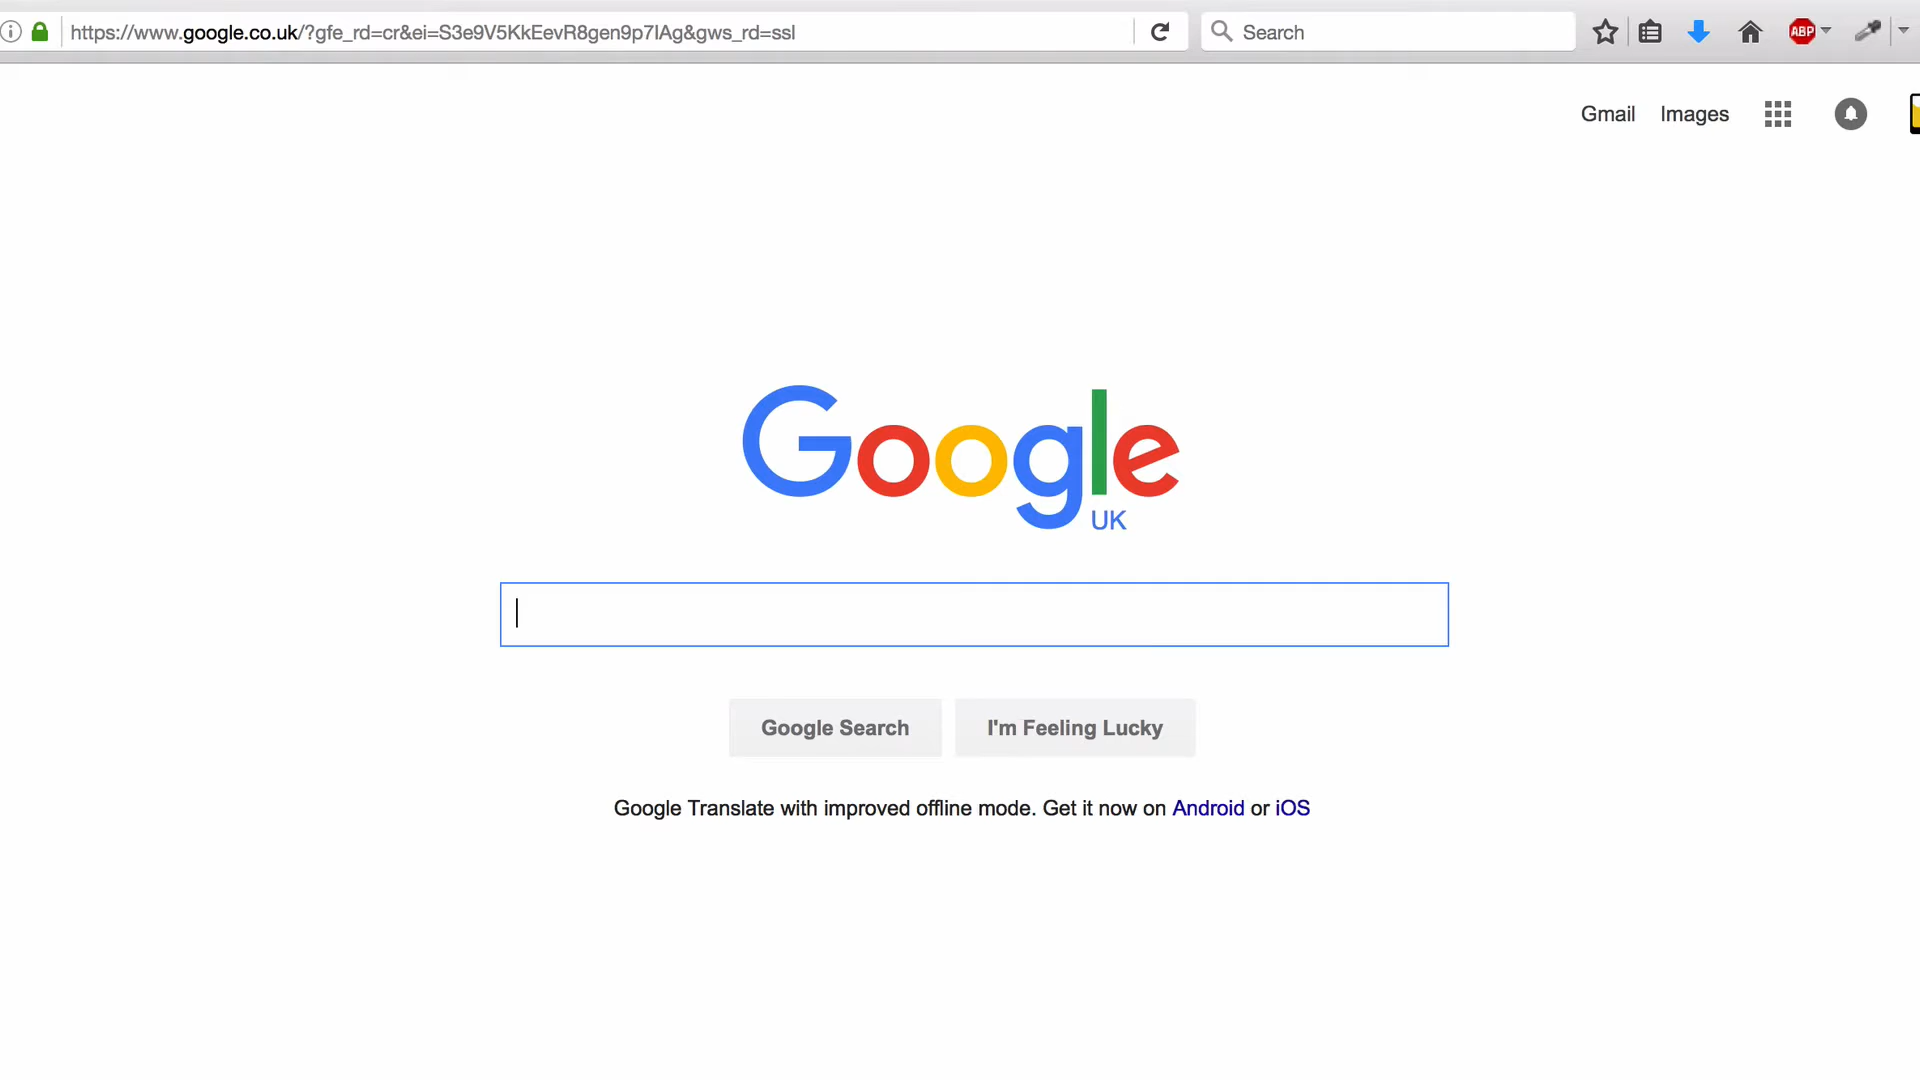 https://www.google.co.uk/?gfe_rd=cr&ei=S3e9V5KkEevR8gen9p7IAg&gws_rd=ssl
Search
ABP
Gmail
Images
Google
UK
Google Search
I'm Feeling Lucky
Google Translate with improved offline mode. Get it now on Android or iOS